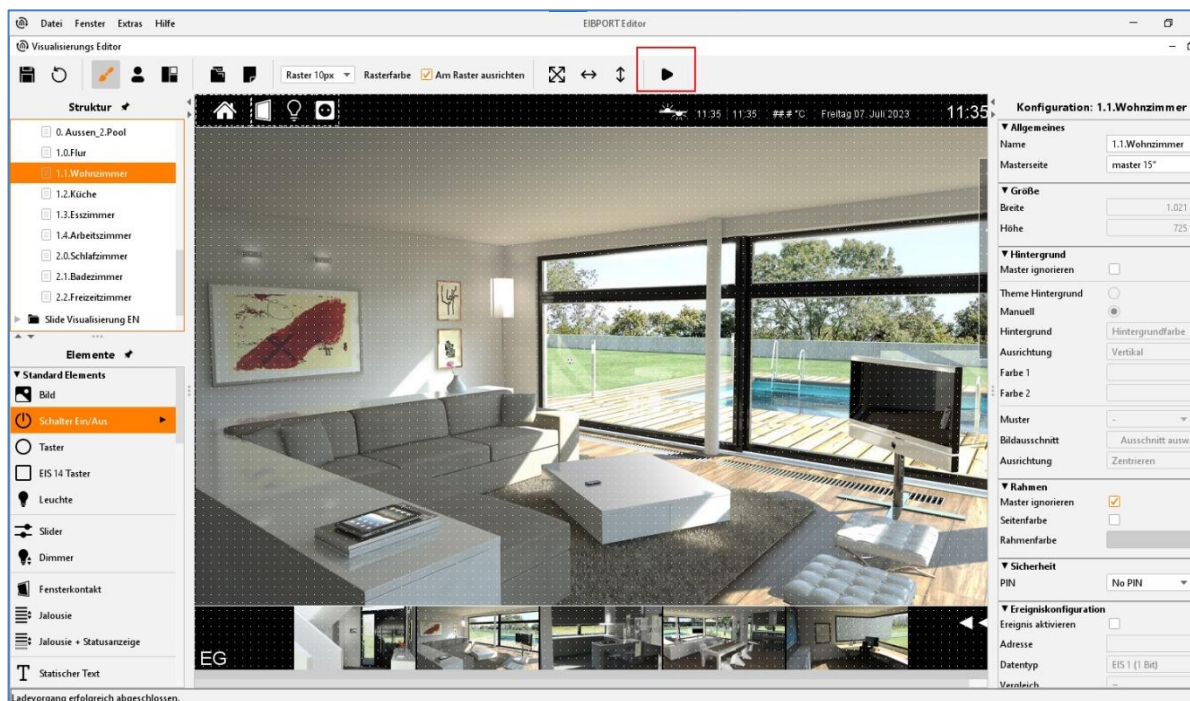 Datei Fenster Extras Hilfe
EIBPORT Editor
Visualisierungs Editor
Raster 10px Rasterfarbe Am Raster ausrichten
Struktur
0. Aussen_2.Pool
1.0.Flur
1.1.Wohnzimmer
1.2.Küche
1.3.Esszimmer
1.4.Arbeitszimmer
2.0.Schlafzimmer
2.1.Badezimmer
2.2.Freizeitzimmer
Slide Visualisierung EN
Elemente
Standard Elements
Bild
Schalter Ein/Aus
Taster
EIS 14 Taster
Leuchte
Slider
Dimmer
Fensterkontakt
Jalousie
Jalousie + Statusanzeige
Statischer Text
11:35 11:35 ##.# °C Freitag 07. Juli 2023 11:35
EG
Konfiguration: 1.1.Wohnzimmer
Allgemeines
Name 1.1.Wohnzimmer
Masterseite master 15"
Größe
Breite 1.021
Höhe 725
Hintergrund
Master ignorieren
Theme Hintergrund
Manuell
Hintergrund Hintergrundfarbe
Ausrichtung Vertikal
Farbe 1
Farbe 2
Muster -
Bildausschnitt Ausschnitt ausw
Ausrichtung Zentrieren
Rahmen
Master ignorieren
Seitenfarbe
Rahmenfarbe
Sicherheit
PIN No PIN
Ereigniskonfiguration
Ereignis aktivieren
Adresse
Datentyp EIS 1 (1 Bit)
Vergleich
Ladevorgang erfolgreich abgeschlossen.